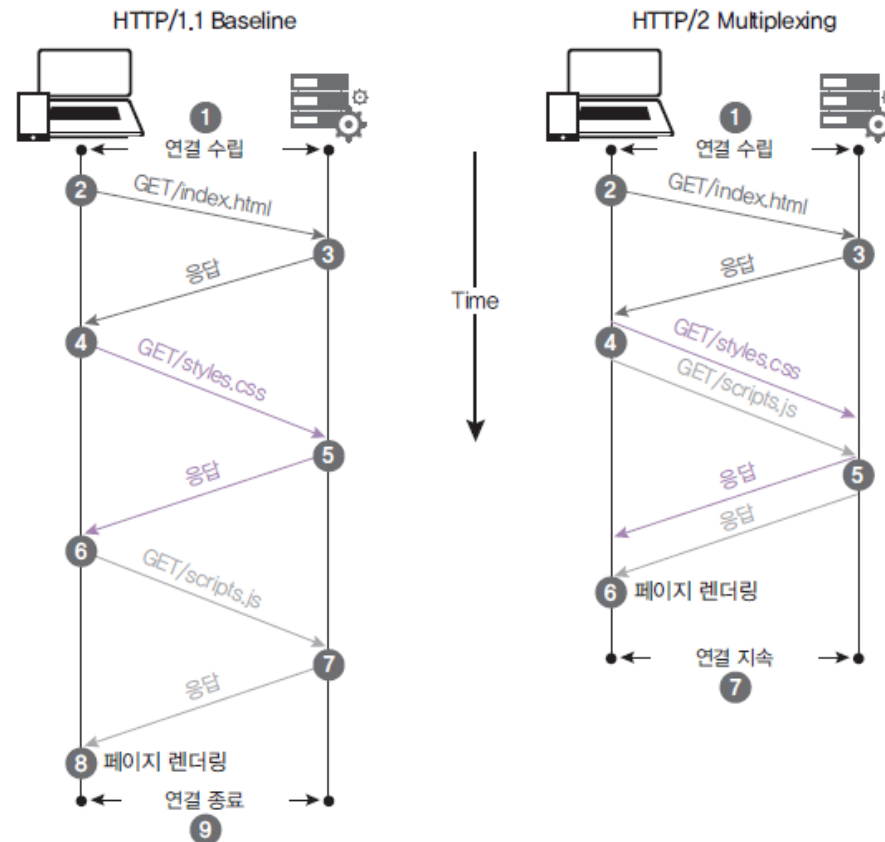 HTTP/1.1 Baseline
1
연결 수립
2
GET/index.html
3
응답
4
GET/styles.css
5
응답
6
GET/scripts.js
7
응답
8 페이지 렌더링
연결 종료
9
Time
HTTP/2 Multiplexing
1
연결 수립
2
GET/index.html
3
응답
4
GET/styles.css
GET/scripts.js
5
응답
응답
6 페이지 렌더링
연결 지속
7